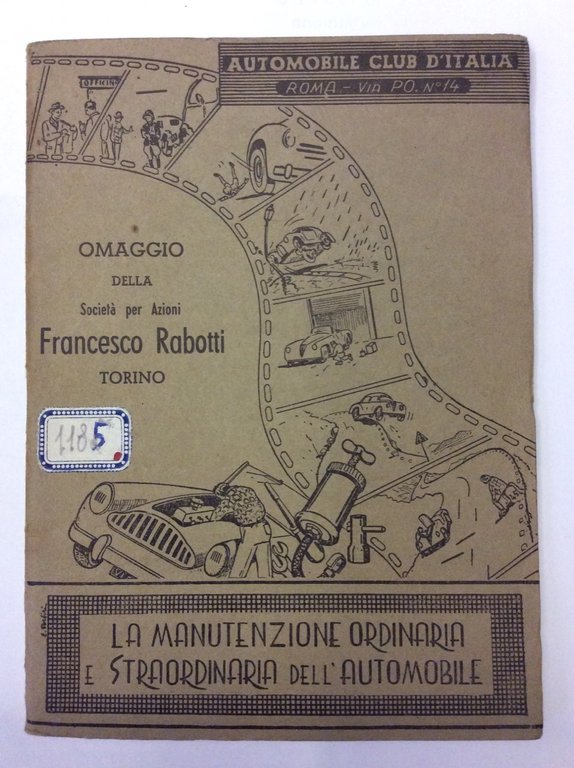 AUTOMOBILE CLUB D'ITALIA
ROMA - VIA PO. N° 14
OFFICINA
OMAGGIO
DELLA
Società per Azioni
Francesco Rabotti
TORINO
1185.
LA MANUTENZIONE ORDINARIA
E STRAORDINARIA DELL'AUTOMOBILE